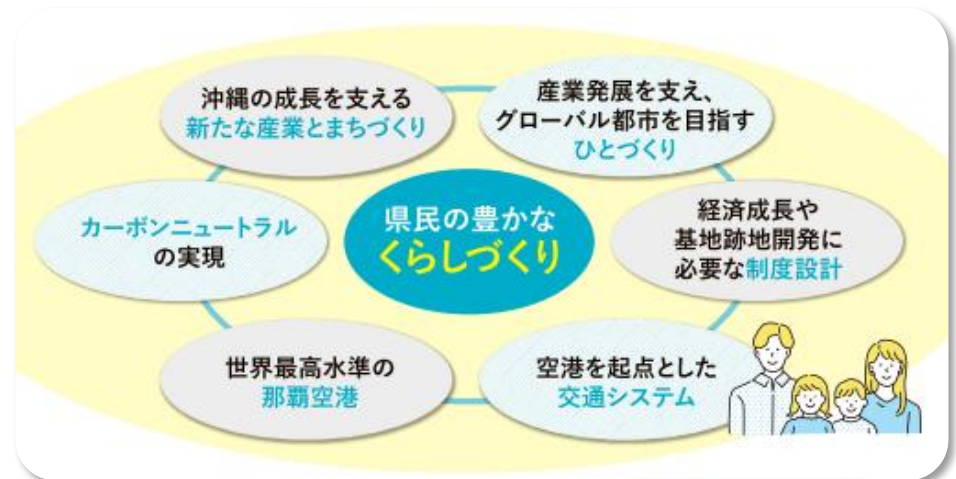 沖縄の成長を支える
新たな産業とまちづくり
産業発展を支え、
グローバル都市を目指す
ひとづくり
カーボンニュートラル
の実現
県民の豊かな
くらしづくり
経済成長や
基地跡地開発に
必要な制度設計
世界最高水準の
那覇空港
空港を起点とした
交通システム